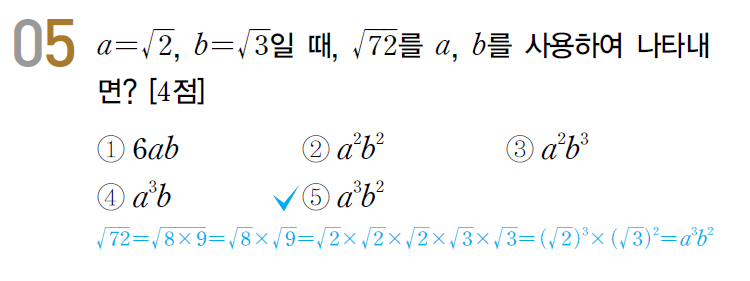 05 a=√2, b=√3일 때, √72를 a, b를 사용하여 나타내
면? [4점]
① 6ab ② a²b² ③ a²b³
④ a³b ✓⑤ a³b²
√72=√8×9=√8×√9=√2×√2×√2×√3×√3=(√2)³×(√3)²=a³b²